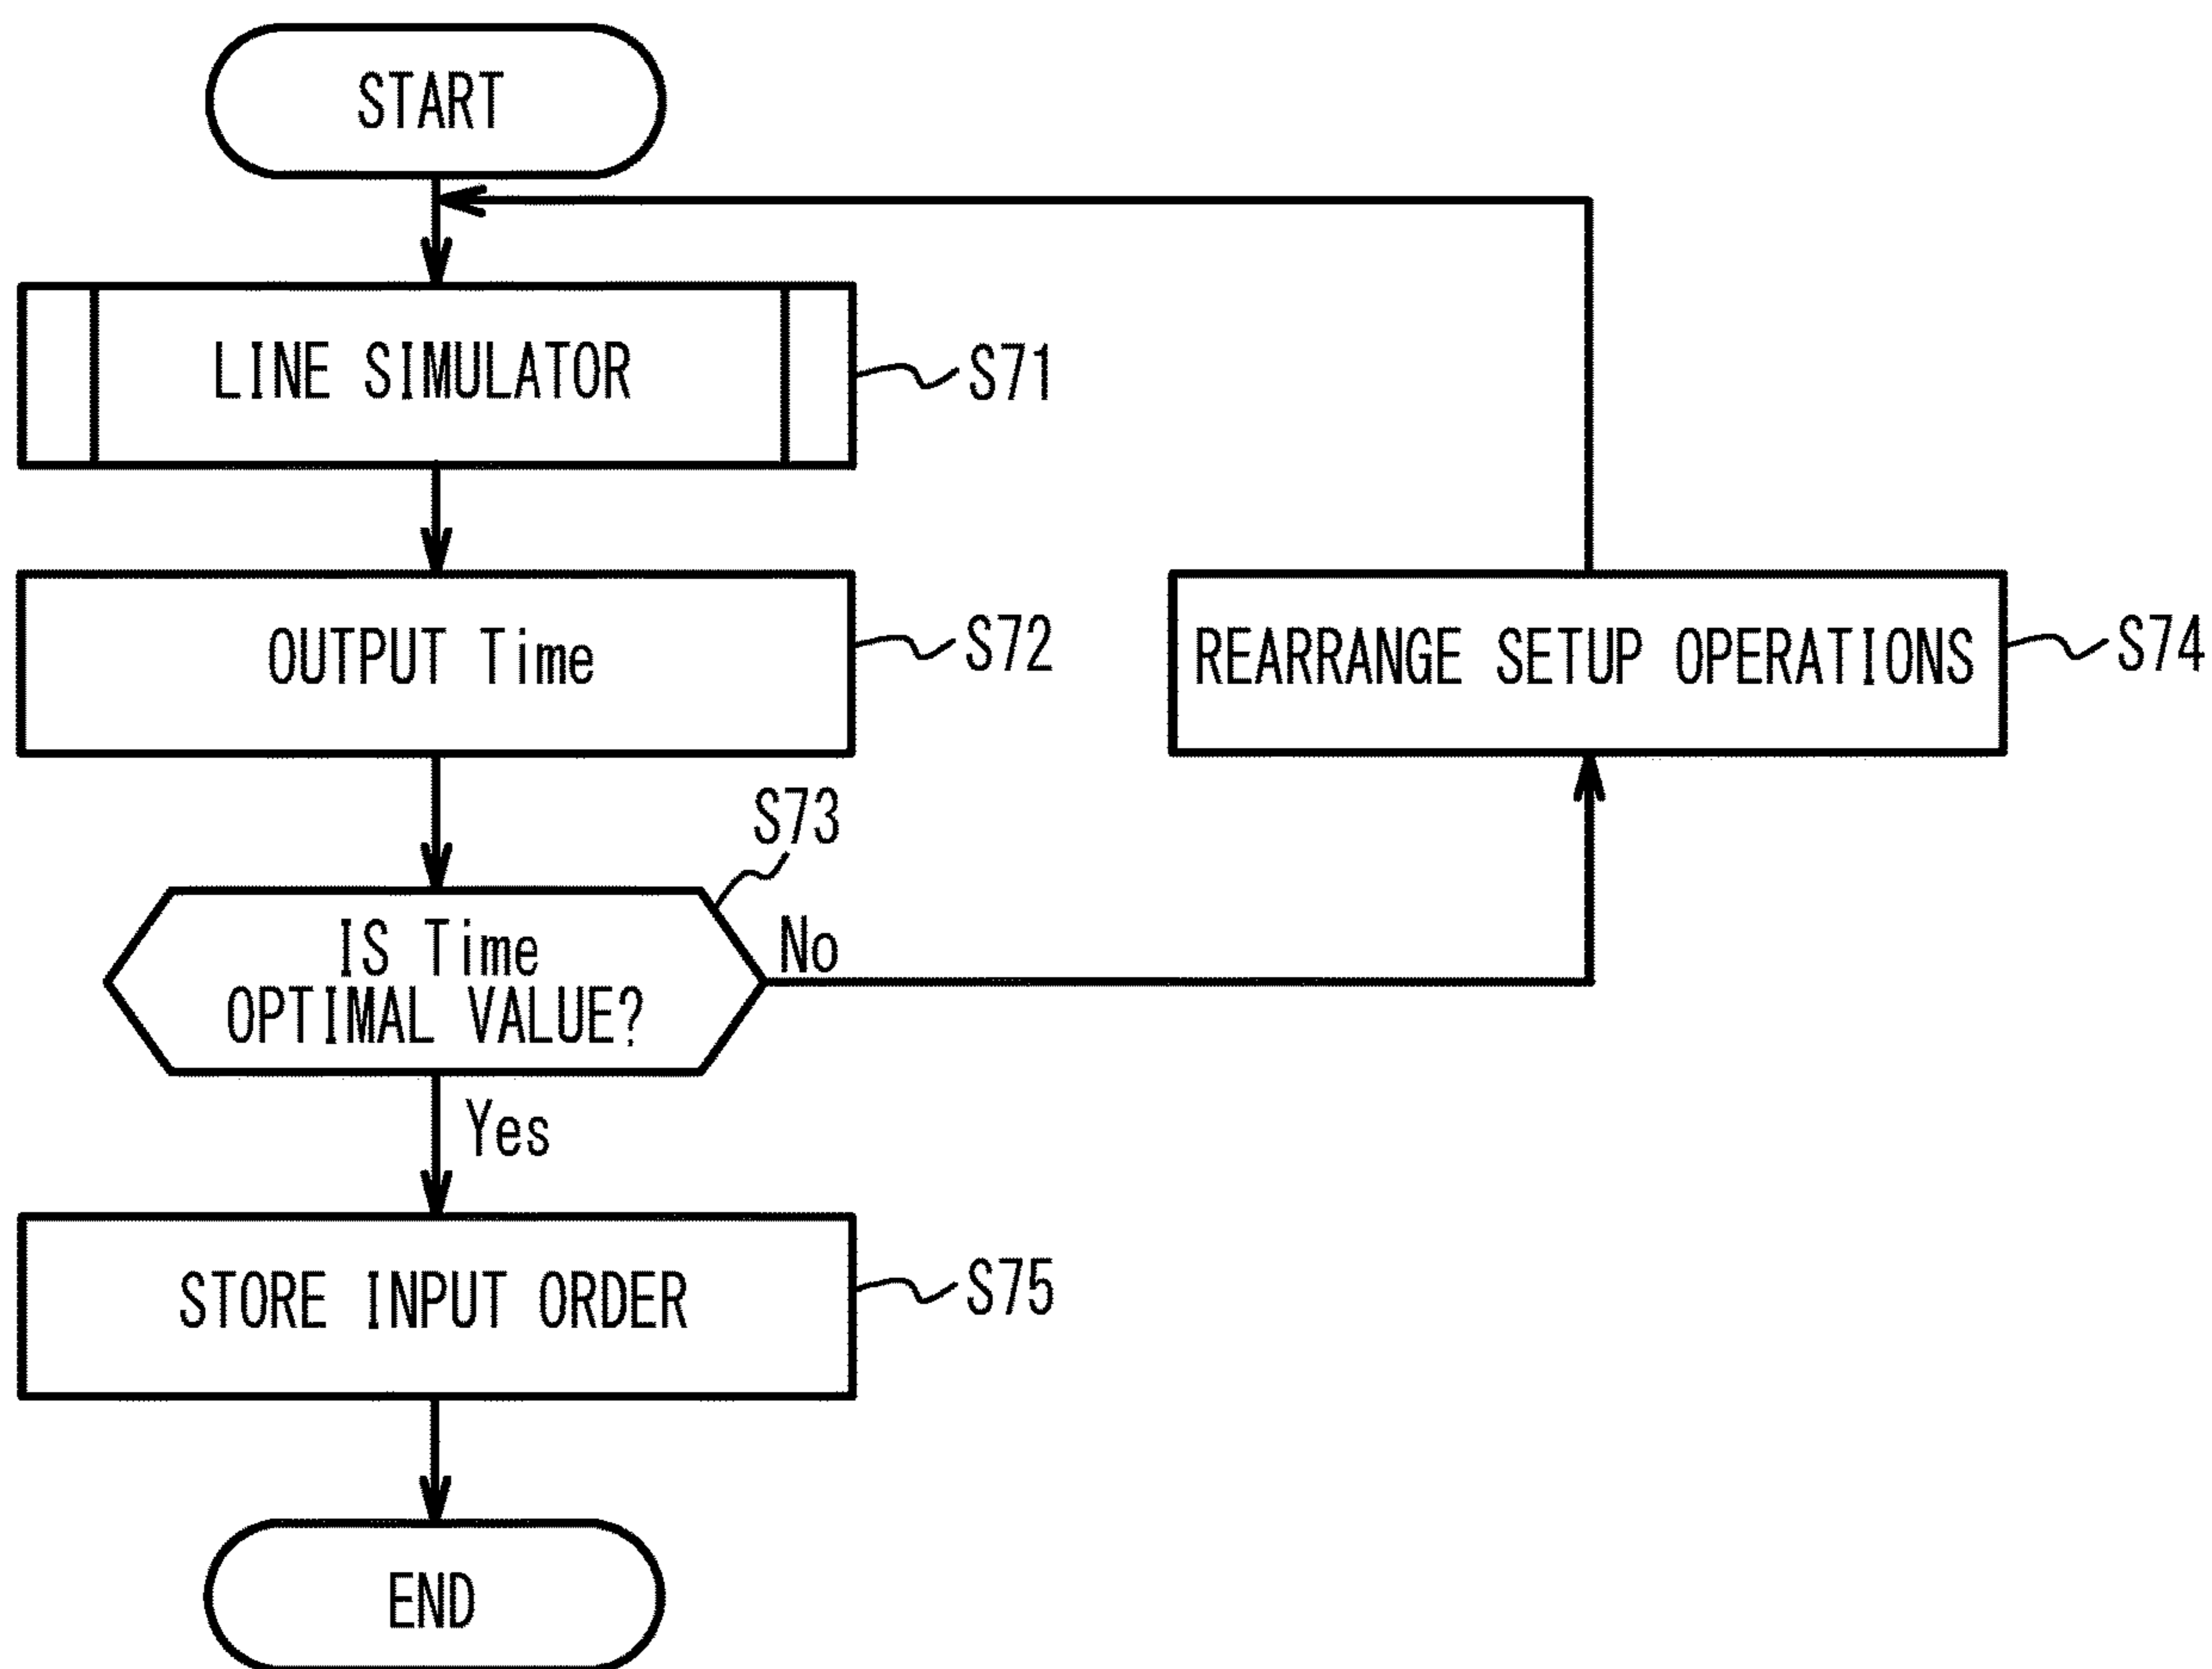 START
LINE SIMULATOR
S71
OUTPUT Time
S72
REARRANGE SETUP OPERATIONS
S74
S73
IS Time
OPTIMAL VALUE?
No
Yes
STORE INPUT ORDER
S75
END